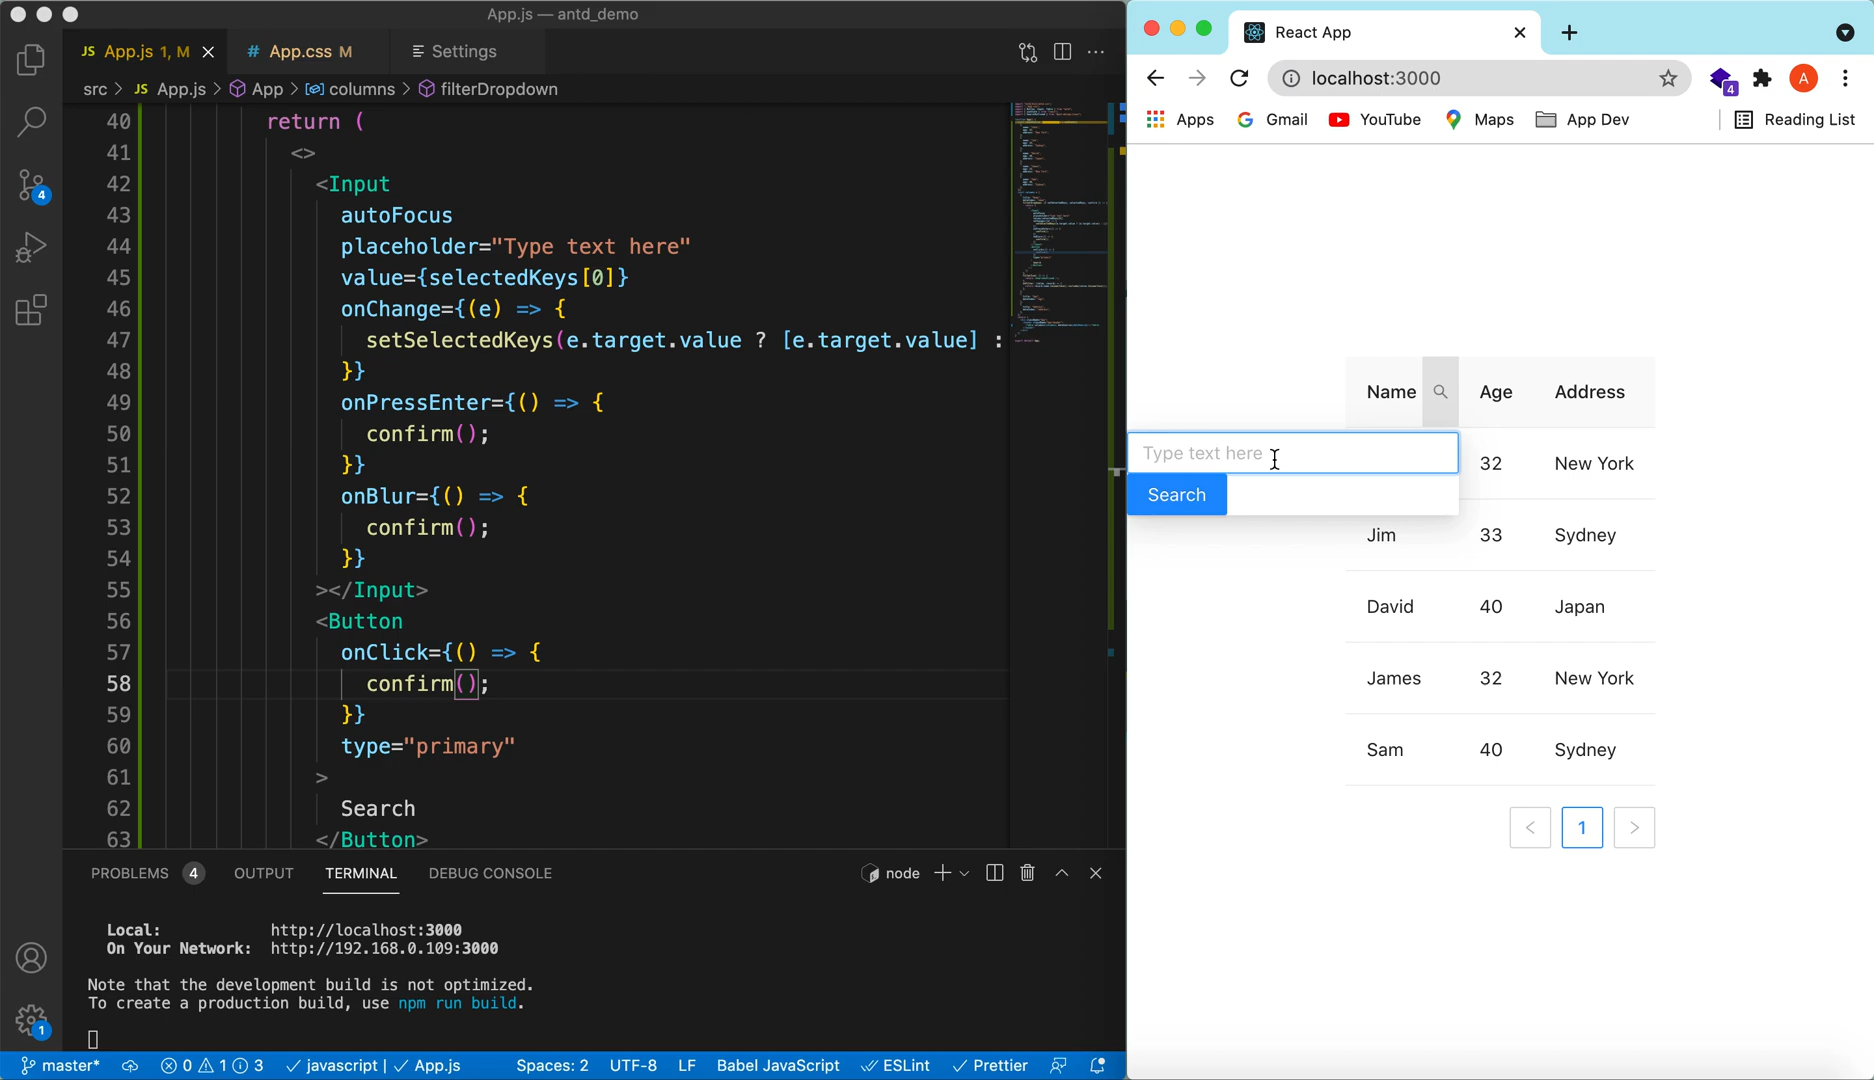 App.js — antd_demo
JS App.js 1, M
# App.css M
Settings
src > JS App.js > App > columns > filterDropdown
40 return (
41 <>
42 <Input
43 autoFocus
44 placeholder="Type text here"
45 value={selectedKeys[0]}
46 onChange={(e) => {
47 setSelectedKeys(e.target.value ? [e.target.value] :
48 }}
49 onPressEnter={() => {
50 confirm();
51 }}
52 onBlur={() => {
53 confirm();
54 }}
55 ></Input>
56 <Button
57 onClick={() => {
58 confirm();
59 }}
60 type="primary"
61 >
62 Search
63 </Button>
4
1
PROBLEMS 4 OUTPUT TERMINAL DEBUG CONSOLE
node
Local: http://localhost:3000
On Your Network: http://192.168.0.109:3000
Note that the development build is not optimized.
To create a production build, use npm run build.
master* 0 1 3 javascript | App.js Spaces: 2 UTF-8 LF Babel JavaScript ESLint Prettier
React App
localhost:3000
4
A
Apps Gmail YouTube Maps App Dev Reading List
Name Age Address
Type text here
Search
32 New York
Jim 33 Sydney
David 40 Japan
James 32 New York
Sam 40 Sydney
< 1 >